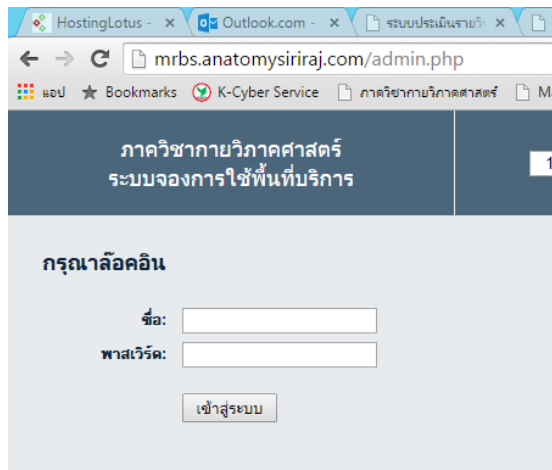 HostingLotus - × Outlook.com - × ระบบประเมินราย ×
mrbs.anatomysiriraj.com/admin.php
แอป Bookmarks K-Cyber Service ภาควิชากายวิภาคศาสตร์ M
ภาควิชากายวิภาคศาสตร์
ระบบจองการใช้พื้นที่บริการ
1
กรุณาล๊อคอิน
ชื่อ:
พาสเวิร์ด:
เข้าสู่ระบบ